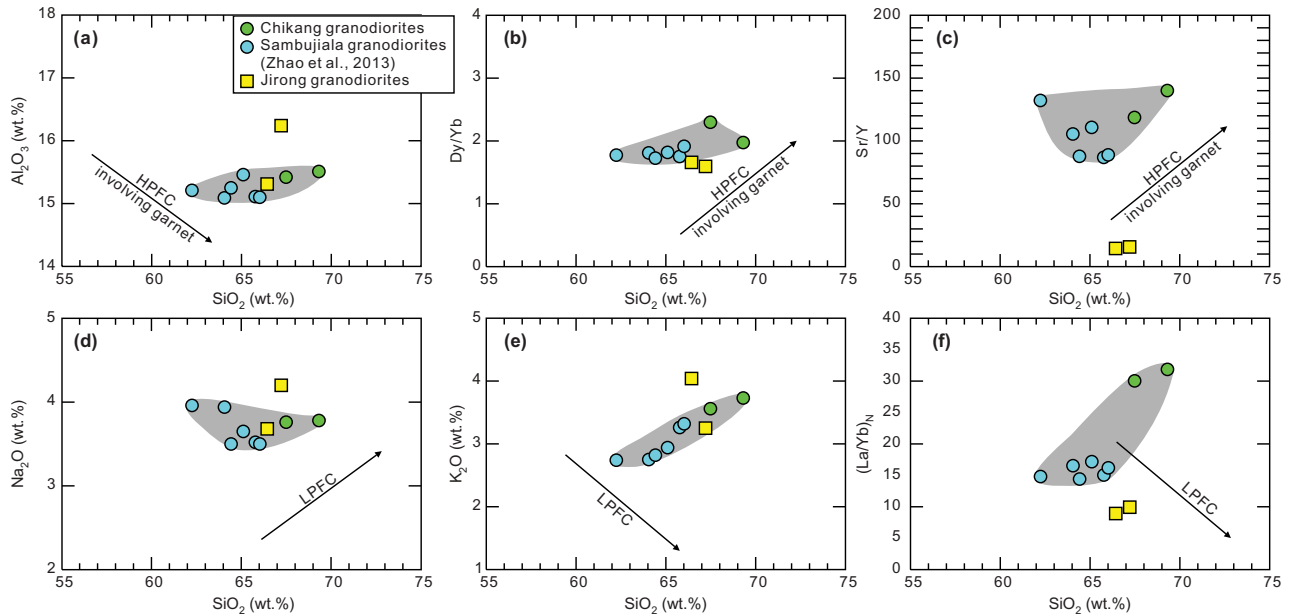 (a)
Chikang granodiorites
Sambujiala granodiorites
(Zhao et al., 2013)
Jirong granodiorites
18
17
16
15
14
Al2O3 (wt.%)
HPFC
involving garnet
55
60
65
70
75
SiO2 (wt.%)
(b)
4
3
2
1
0
Dy/Yb
HPFC
involving garnet
55
60
65
70
75
SiO2 (wt.%)
(c)
200
150
100
50
0
Sr/Y
HPFC
involving garnet
55
60
65
70
75
SiO2 (wt.%)
(d)
5
4
3
2
Na2O (wt.%)
LPFC
55
60
65
70
75
SiO2 (wt.%)
(e)
5
4
3
2
1
K2O (wt.%)
LPFC
55
60
65
70
75
SiO2 (wt.%)
(f)
40
35
30
25
20
15
10
5
0
(La/Yb)N
LPFC
55
60
65
70
75
SiO2 (wt.%)